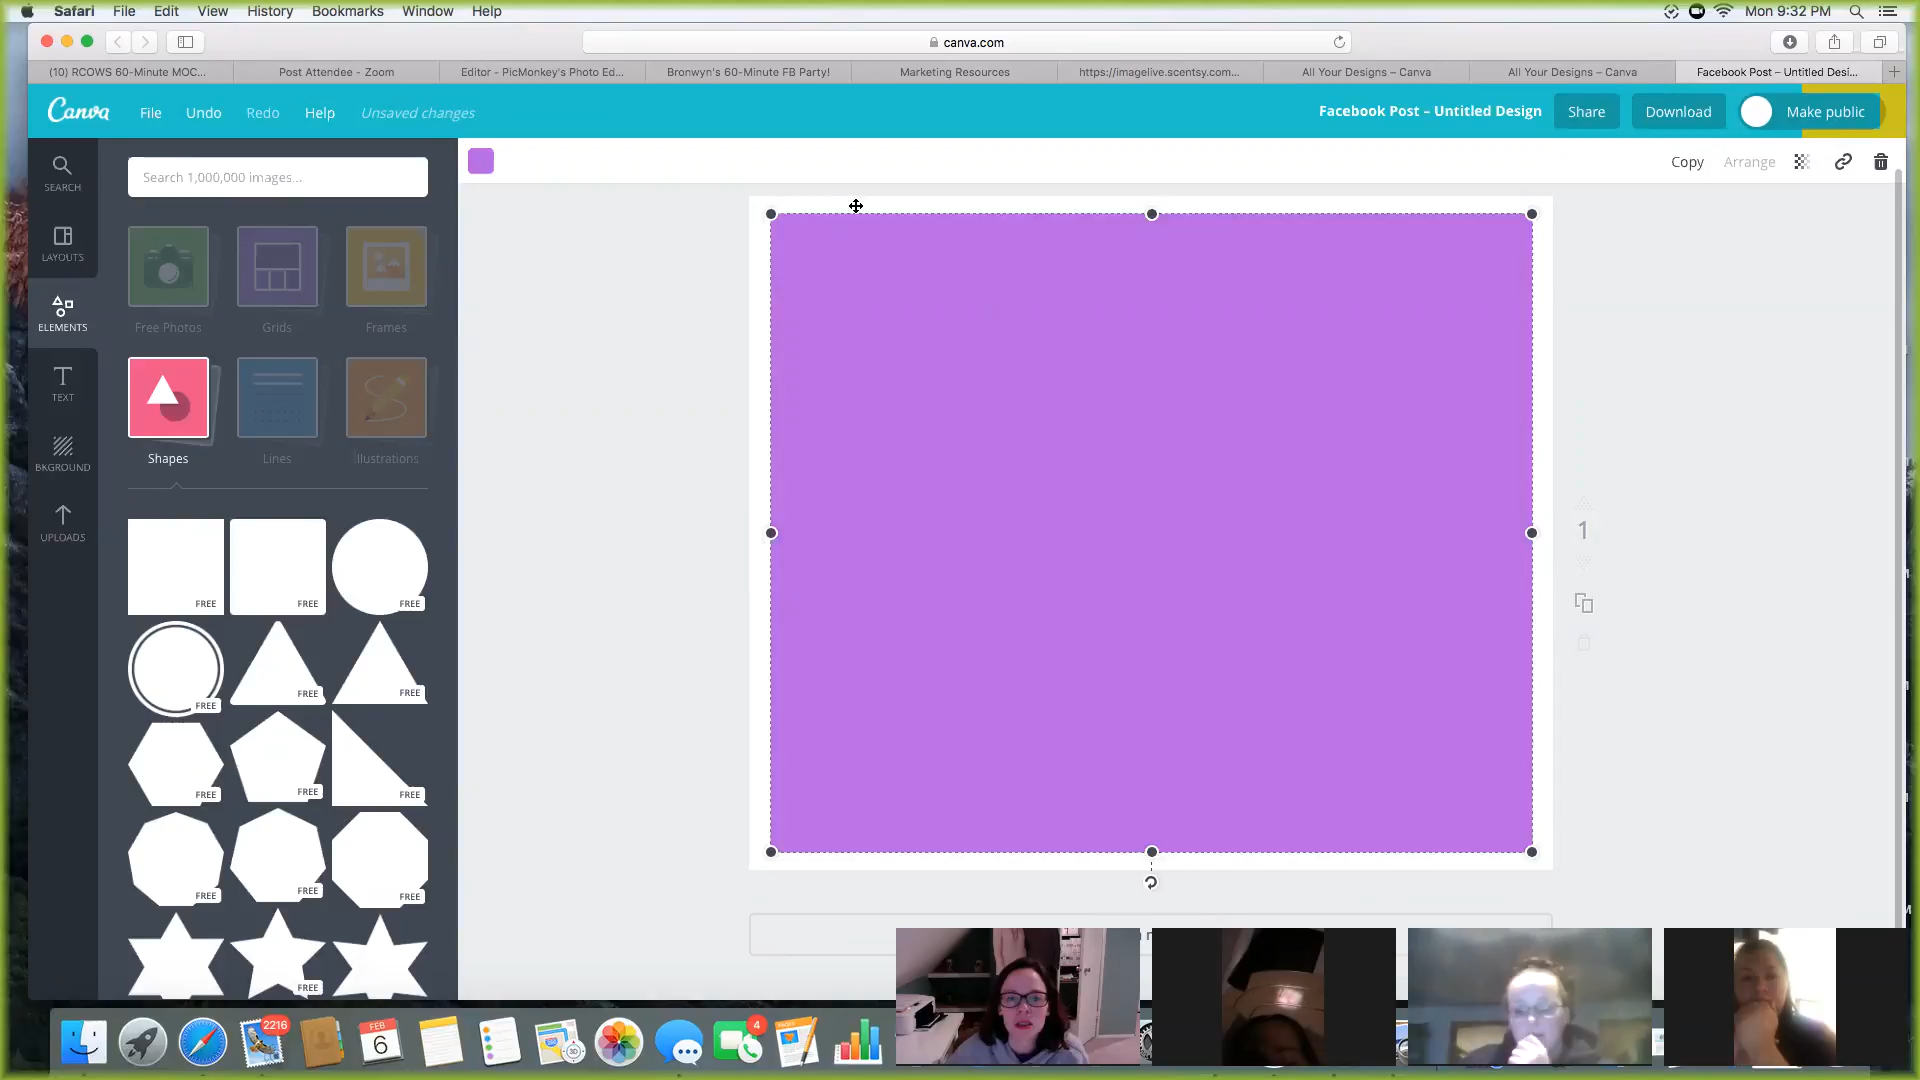 Safari File Edit View History Bookmarks Window Help Mon 9:32 PM
canva.com
(10) RCOWS 60-Minute MOC... Post Attendee - Zoom Editor - PicMonkey's Photo Ed... Bronwyn's 60-Minute FB Party! Marketing Resources https://imagelive.scentsy.com... All Your Designs – Canva All Your Designs – Canva Facebook Post – Untitled Desi...
Canva File Undo Redo Help Unsaved changes Facebook Post – Untitled Design Share Download Make public
Copy Arrange
SEARCH
LAYOUTS
ELEMENTS
TEXT
BKGROUND
UPLOADS
Search 1,000,000 images...
Free Photos Grids Frames
Shapes Lines Illustrations
FREE FREE FREE
FREE FREE FREE
FREE FREE FREE
FREE FREE FREE
FREE
1
2216
FEB
6
3D
4
PAGES